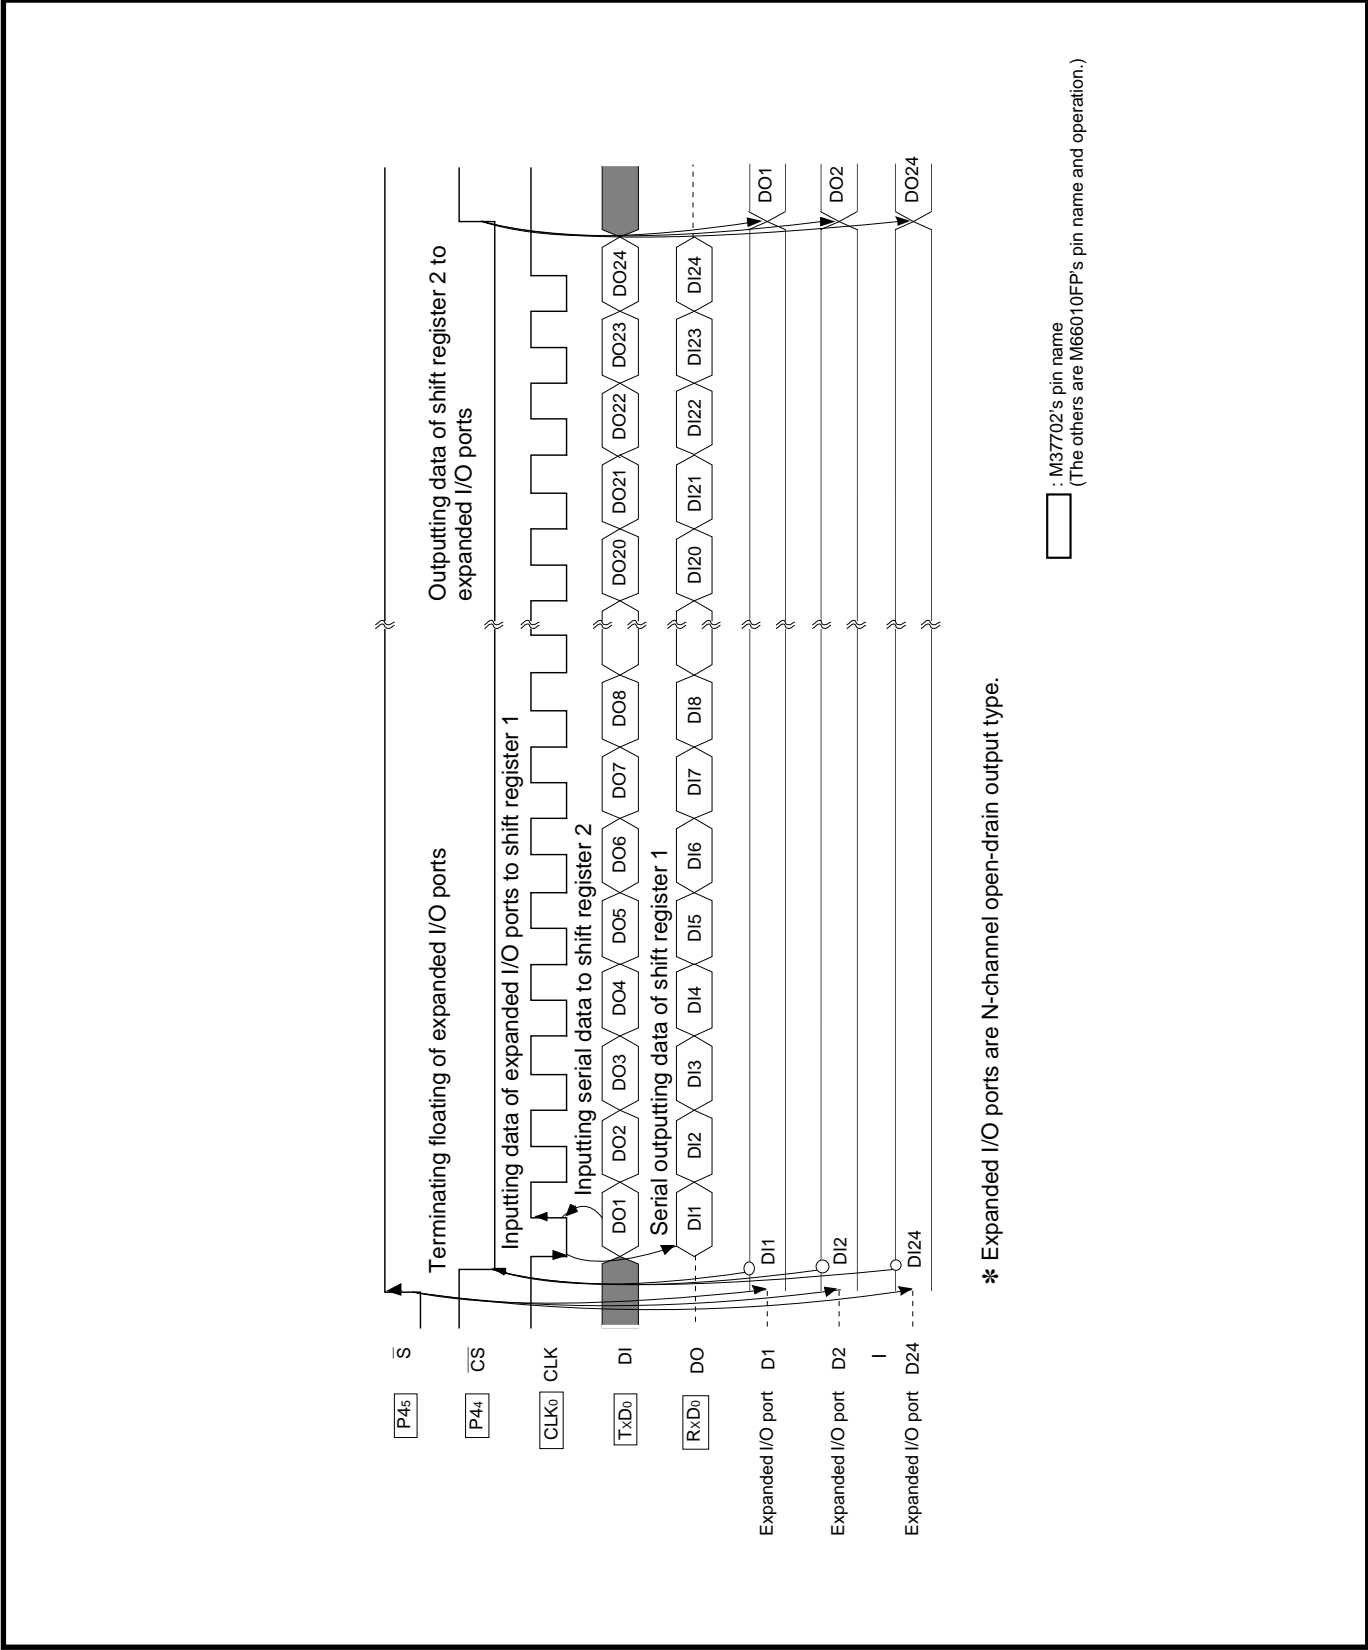 P45 S
P44 CS
CLK0 CLK
TxD0 DI
RxD0 DO
Expanded I/O port D1
Expanded I/O port D2
I
Expanded I/O port D24
Terminating floating of expanded I/O ports
Outputting data of shift register 2 to
expanded I/O ports
Inputting data of expanded I/O ports to shift register 1
Inputting serial data to shift register 2
DO1 DO2 DO3 DO4 DO5 DO6 DO7 DO8 DO20 DO21 DO22 DO23 DO24
Serial outputting data of shift register 1
DI1 DI2 DI3 DI4 DI5 DI6 DI7 DI8 DI20 DI21 DI22 DI23 DI24
DI1 DO1
DI2 DO2
DI24 DO24
✻ Expanded I/O ports are N-channel open-drain output type.
: M37702’s pin name
(The others are M66010FP’s pin name and operation.)